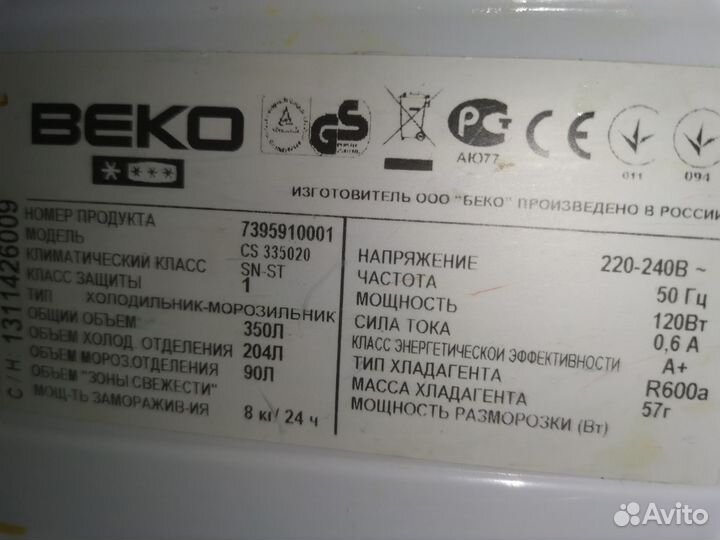 BEKO
GS
РСТ
АЮ77
CE
011
094
ИЗГОТОВИТЕЛЬ ООО "БЕКО" ПРОИЗВЕДЕНО В РОССИИ
С/Н: 1311426009
НОМЕР ПРОДУКТА 7395910001
МОДЕЛЬ CS 335020
КЛИМАТИЧЕСКИЙ КЛАСС SN-ST
КЛАСС ЗАЩИТЫ 1
ТИП ХОЛОДИЛЬНИК-МОРОЗИЛЬНИК
ОБЩИЙ ОБЪЕМ 350Л
ОБЪЕМ ХОЛОД. ОТДЕЛЕНИЯ 204Л
ОБЪЕМ МОРОЗ.ОТДЕЛЕНИЯ 90Л
ОБЪЕМ "ЗОНЫ СВЕЖЕСТИ"
МОЩ-ТЬ ЗАМОРАЖИВ-ИЯ 8 кг/ 24 ч
НАПРЯЖЕНИЕ 220-240В ~
ЧАСТОТА 50 Гц
МОЩНОСТЬ 120Вт
СИЛА ТОКА 0,6 А
КЛАСС ЭНЕРГЕТИЧЕСКОЙ ЭФФЕКТИВНОСТИ А+
ТИП ХЛАДАГЕНТА R600a
МАССА ХЛАДАГЕНТА 57г
МОЩНОСТЬ РАЗМОРОЗКИ (Вт)
Avito